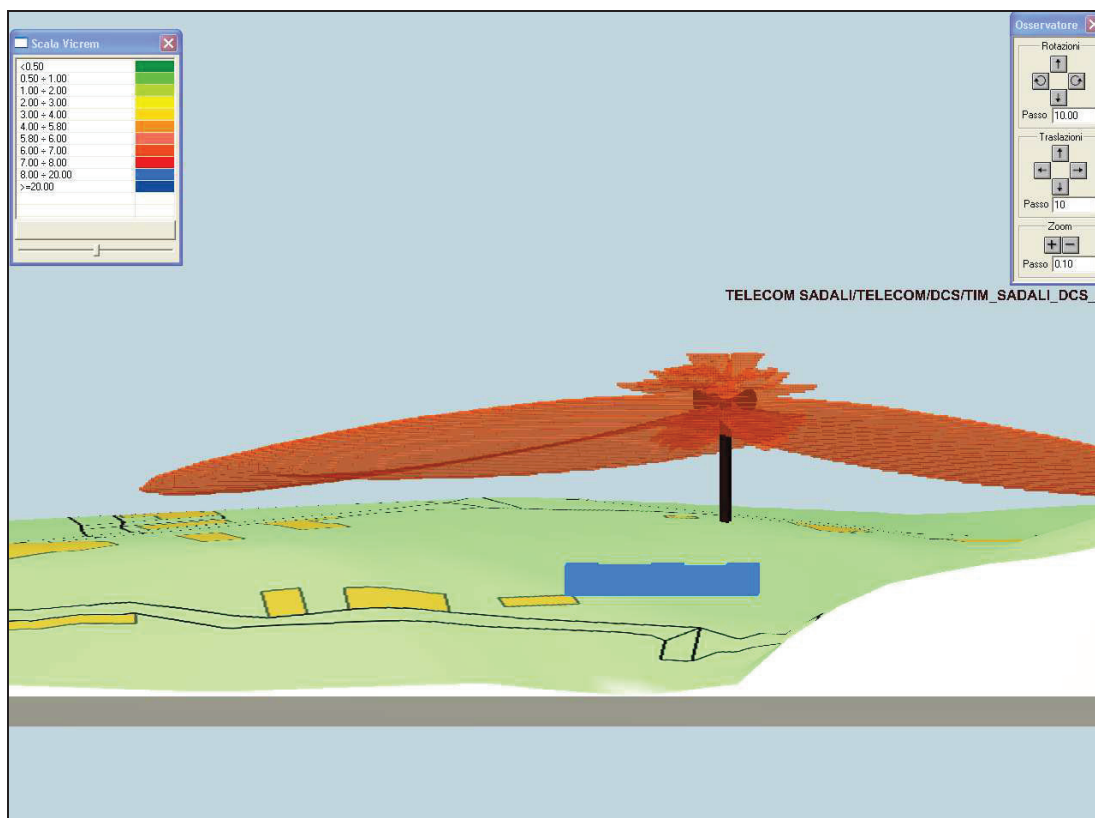 Scala Vicrem
<0.50
0.50 ÷ 1.00
1.00 ÷ 2.00
2.00 ÷ 3.00
3.00 ÷ 4.00
4.00 ÷ 5.80
5.80 ÷ 6.00
6.00 ÷ 7.00
7.00 ÷ 8.00
8.00 ÷ 20.00
>=20.00
Osservatore
Rotazioni
Passo 10.00
Traslazioni
Passo 10
Zoom
Passo 0.10
TELECOM SADALI/TELECOM/DCS/TIM_SADALI_DCS_